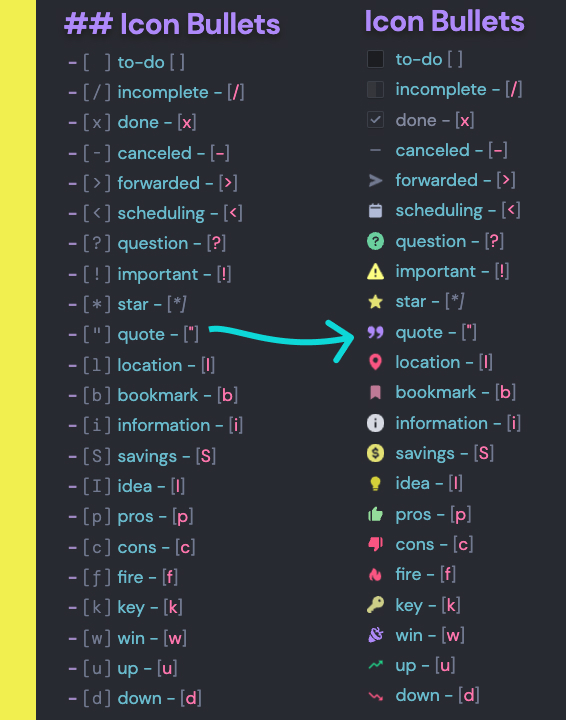 ## Icon Bullets
- [ ] to-do [ ]
- [/] incomplete - [/]
- [x] done - [x]
- [-] canceled - [-]
- [>] forwarded - [>]
- [<] scheduling - [<]
- [?] question - [?]
- [!] important - [!]
- [*] star - [*]
- ["] quote - ["]
- [l] location - [l]
- [b] bookmark - [b]
- [i] information - [i]
- [S] savings - [S]
- [I] idea - [I]
- [p] pros - [p]
- [c] cons - [c]
- [f] fire - [f]
- [k] key - [k]
- [w] win - [w]
- [u] up - [u]
- [d] down - [d]
Icon Bullets
to-do [ ]
incomplete - [/]
done - [x]
canceled - [-]
forwarded - [>]
scheduling - [<]
question - [?]
important - [!]
star - [*]
quote - ["]
location - [l]
bookmark - [b]
information - [i]
savings - [S]
idea - [I]
pros - [p]
cons - [c]
fire - [f]
key - [k]
win - [w]
up - [u]
down - [d]